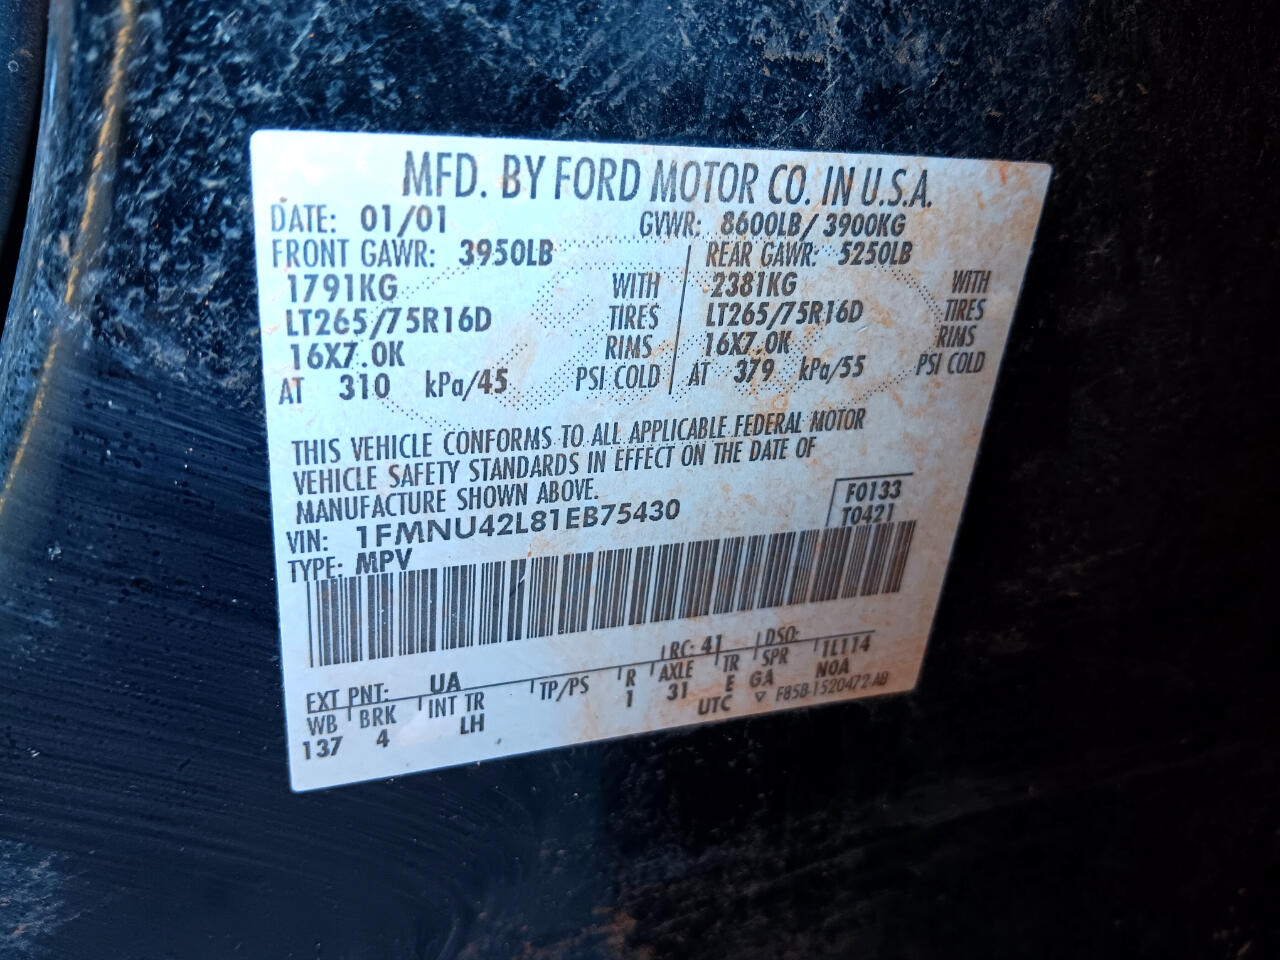 MFD. BY FORD MOTOR CO. IN U.S.A.
DATE: 01/01 GVWR: 8600LB/ 3900KG
FRONT GAWR: 3950LB REAR GAWR: 5250LB
1791KG WITH 2381KG WITH
LT265/75R16D TIRES LT265/75R16D TIRES
16X7.0K RIMS 16X7.0K RIMS
AT 310 kPa/45 PSI COLD AT 379 kPa/55 PSI COLD
THIS VEHICLE CONFORMS TO ALL APPLICABLE FEDERAL MOTOR
VEHICLE SAFETY STANDARDS IN EFFECT ON THE DATE OF
MANUFACTURE SHOWN ABOVE.
F0133
VIN: 1FMNU42L81EB75430 T0421
TYPE: MPV
EXT PNT: UA RC: 41 DSO: 1L114
WB BRK INT TR TP/PS R AXLE TR SPR NOA
137 4 LH 1 31 E GA
UTC ▽ F85B-1520472-AB